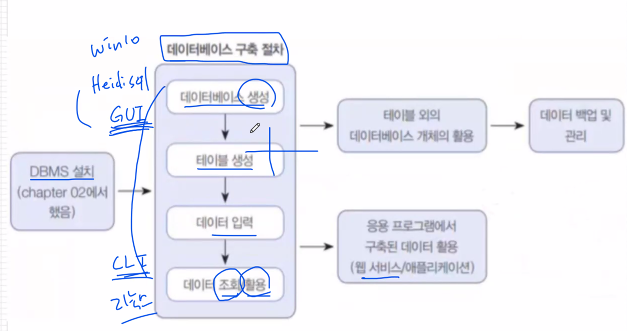 win10
데이터베이스 구축 절차
Heidisql
GUI
데이터베이스 생성
테이블 생성
데이터 입력
데이터 조회/활용
CLI
리눅스
DBMS 설치
(chapter 02에서
했음)
테이블 외의
데이터베이스 개체의 활용
데이터 백업 및
관리
응용 프로그램에서
구축된 데이터 활용
(웹 서비스/애플리케이션)